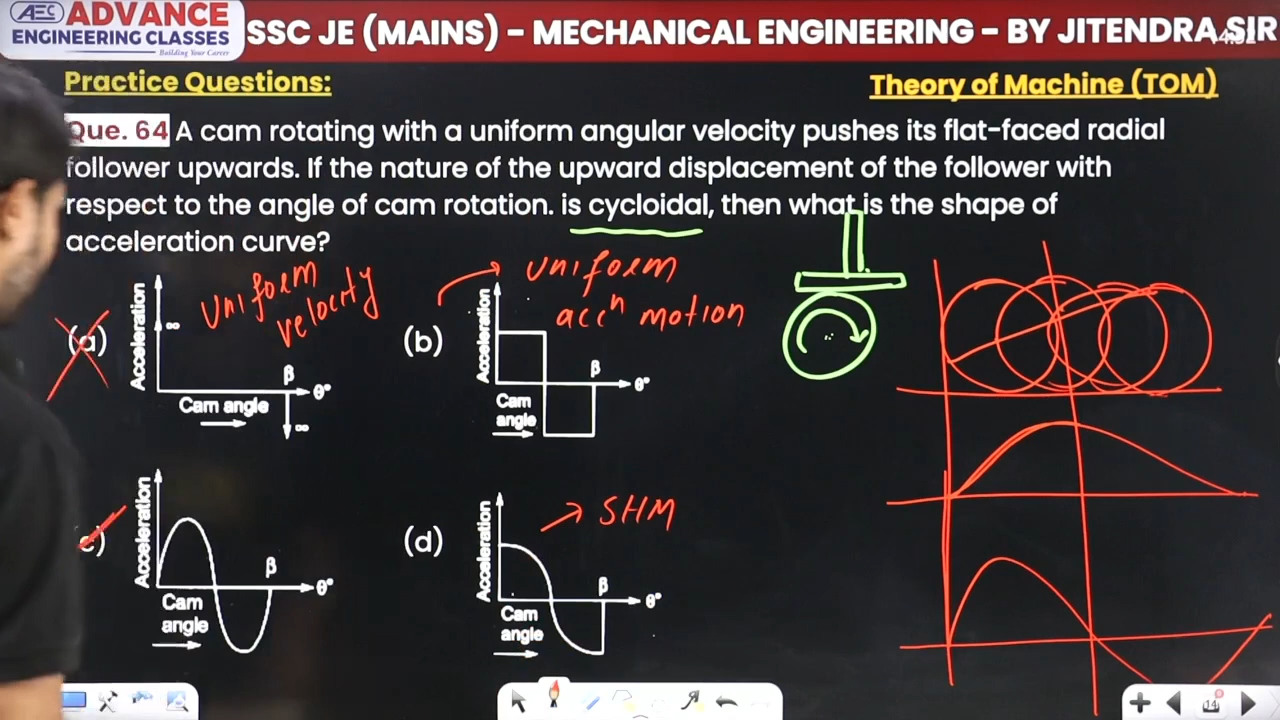 AEC ADVANCE
ENGINEERING CLASSES
Building Your Career
SSC JE (MAINS) - MECHANICAL ENGINEERING - BY JITENDRA SIR
Practice Questions:
Theory of Machine (TOM)
Que. 64 A cam rotating with a uniform angular velocity pushes its flat-faced radial
follower upwards. If the nature of the upward displacement of the follower with
respect to the angle of cam rotation. is cycloidal, then what is the shape of
acceleration curve?
(a)
Acceleration
∞
uniform
velocity
β
θ°
Cam angle
∞
(b)
Acceleration
uniform
accⁿ motion
β
θ°
Cam
angle
c)
Acceleration
β
θ°
Cam
angle
(d)
Acceleration
SHM
β
θ°
Cam
angle
14